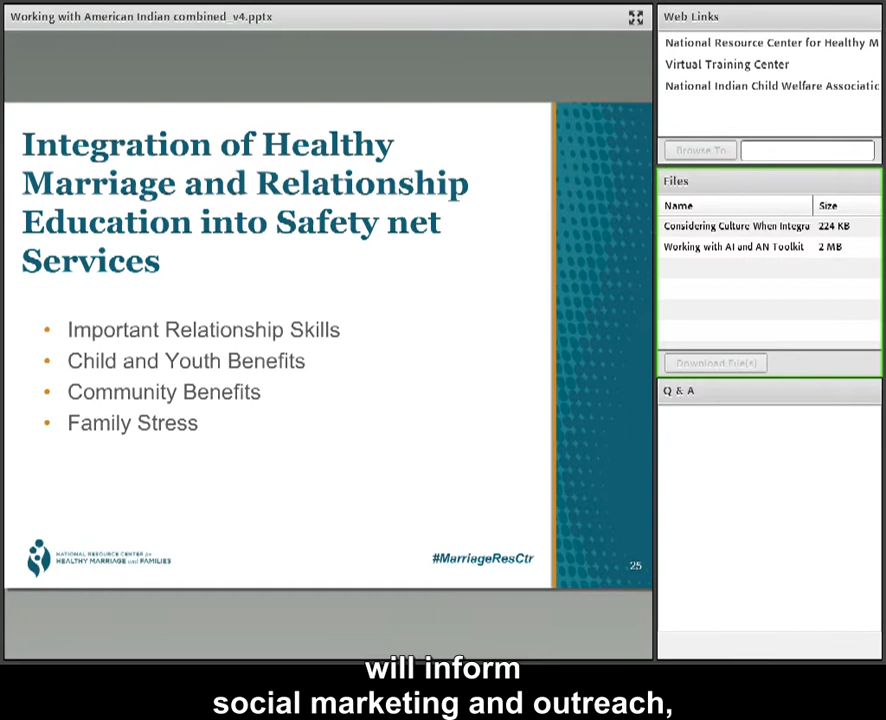 Working with American Indian combined_v4.pptx
Integration of Healthy
Marriage and Relationship
Education into Safety net
Services
• Important Relationship Skills
• Child and Youth Benefits
• Community Benefits
• Family Stress
NATIONAL RESOURCE CENTER for
HEALTHY MARRIAGE and FAMILIES
#MarriageResCtr
25
Web Links
National Resource Center for Healthy M
Virtual Training Center
National Indian Child Welfare Associatic
Browse To
Files
Name Size
Considering Culture When Integra 224 KB
Working with AI and AN Toolkit 2 MB
Download File(s)
Q & A
will inform
social marketing and outreach,